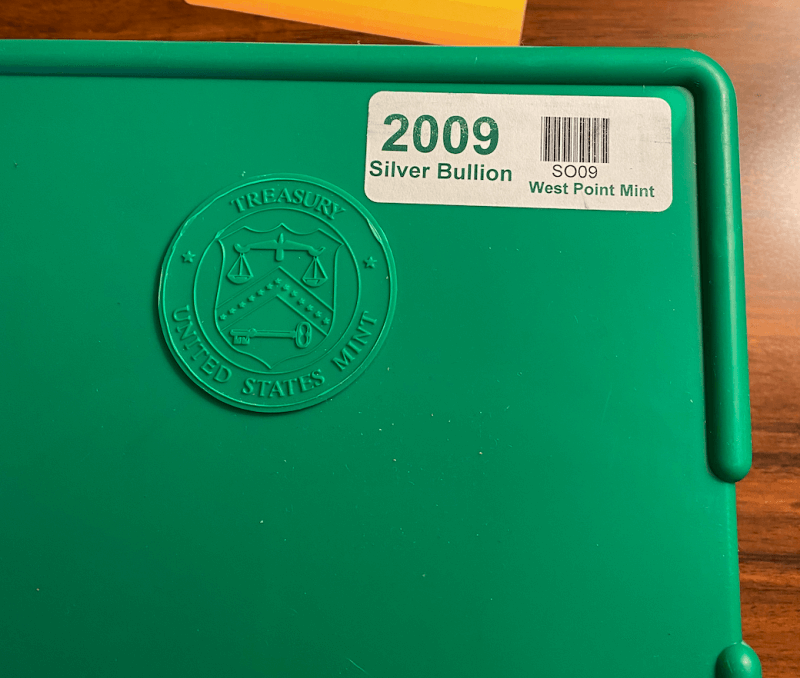 2009
Silver Bullion
SO09
West Point Mint
TREASURY
UNITED STATES MINT